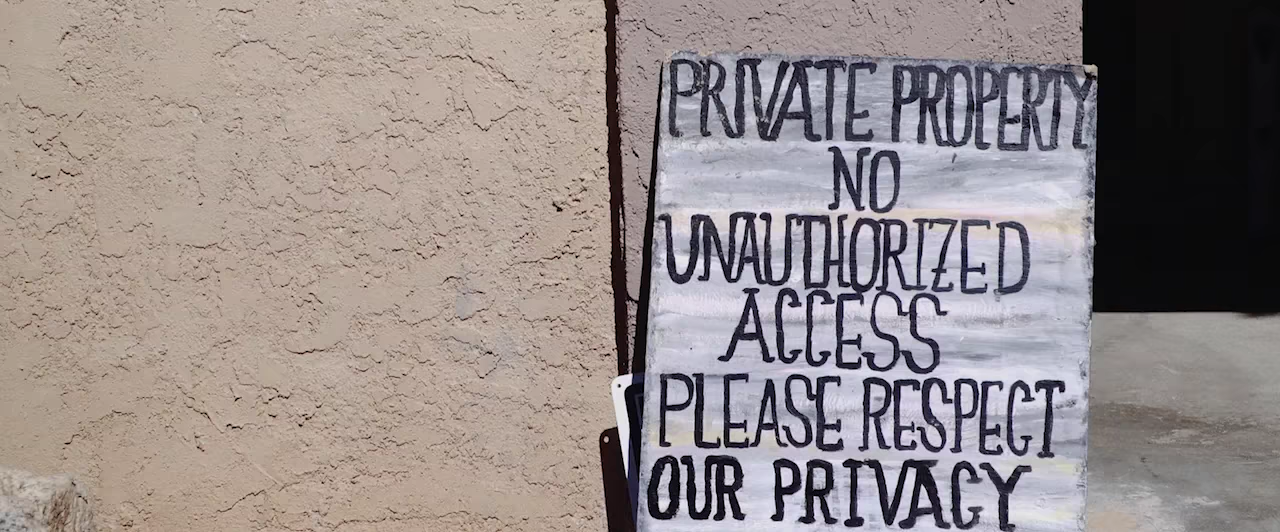 PRIVATE PROPERTY
NO
UNAUTHORIZED
ACCESS
PLEASE RESPECT
OUR PRIVACY